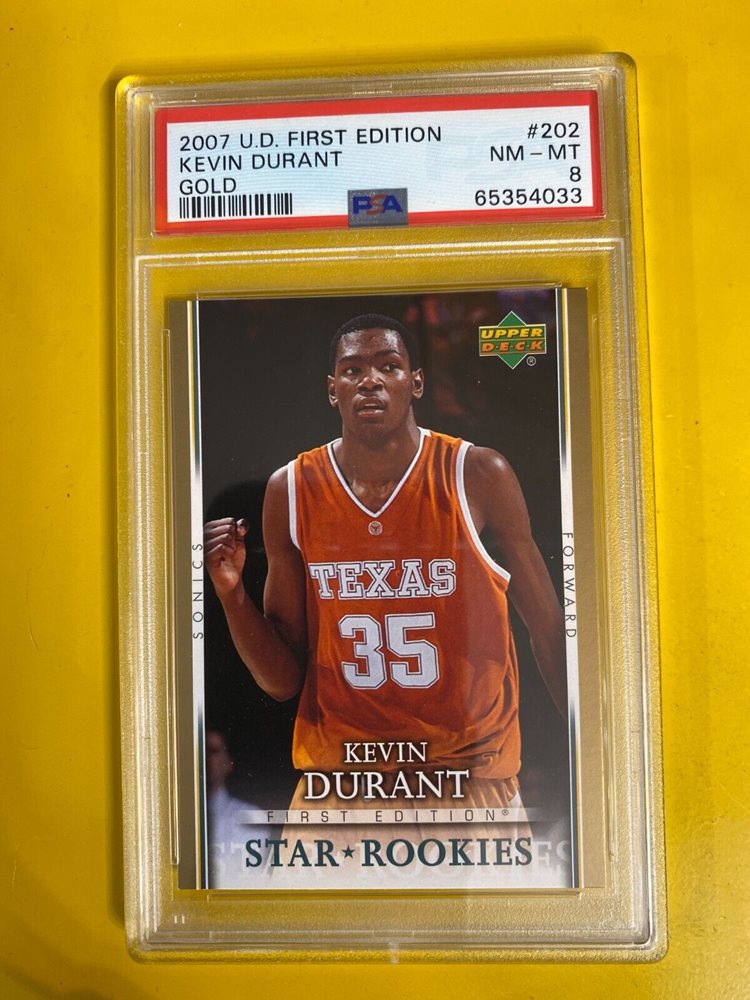 2007 U.D. FIRST EDITION #202
KEVIN DURANT NM – MT
GOLD 8
PSA 65354033
UPPER
D·E·C·K
®
SONICS
FORWARD
TEXAS
35
KEVIN
DURANT
FIRST EDITION®
STAR★ROOKIES